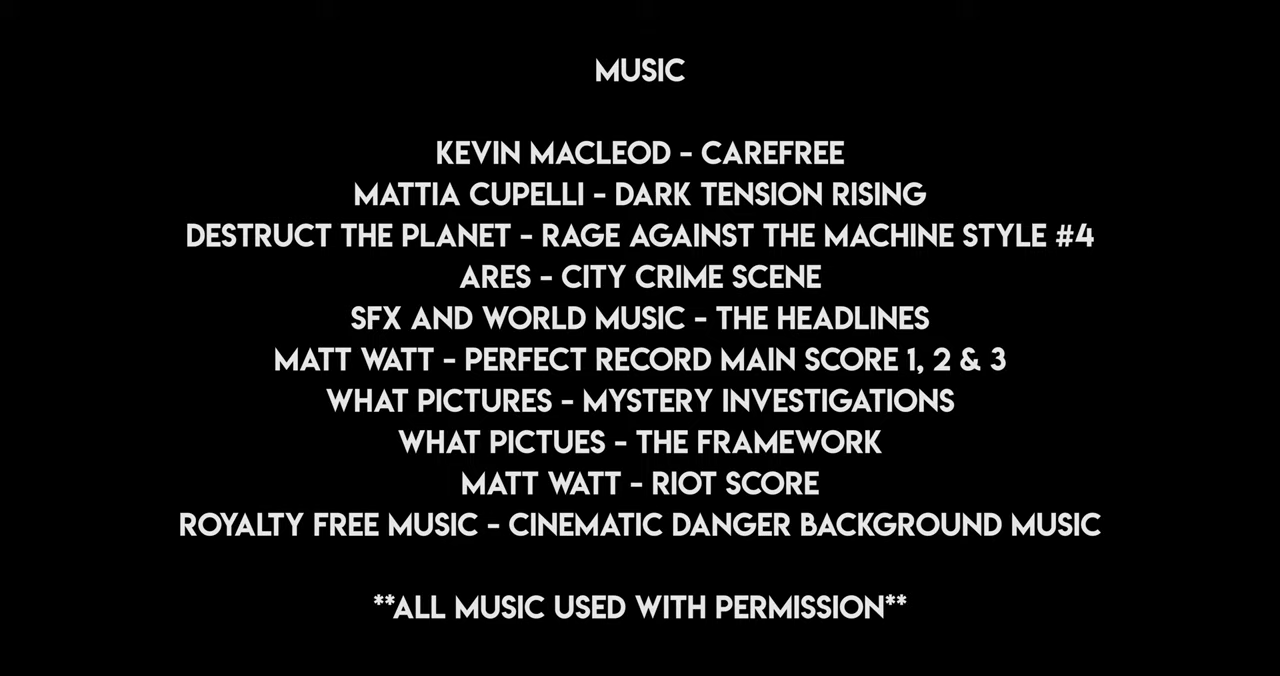 MUSIC
KEVIN MACLEOD - CAREFREE
MATTIA CUPELLI - DARK TENSION RISING
DESTRUCT THE PLANET - RAGE AGAINST THE MACHINE STYLE #4
ARES - CITY CRIME SCENE
SFX AND WORLD MUSIC - THE HEADLINES
MATT WATT - PERFECT RECORD MAIN SCORE 1, 2 & 3
WHAT PICTURES - MYSTERY INVESTIGATIONS
WHAT PICTUES - THE FRAMEWORK
MATT WATT - RIOT SCORE
ROYALTY FREE MUSIC - CINEMATIC DANGER BACKGROUND MUSIC
**ALL MUSIC USED WITH PERMISSION**